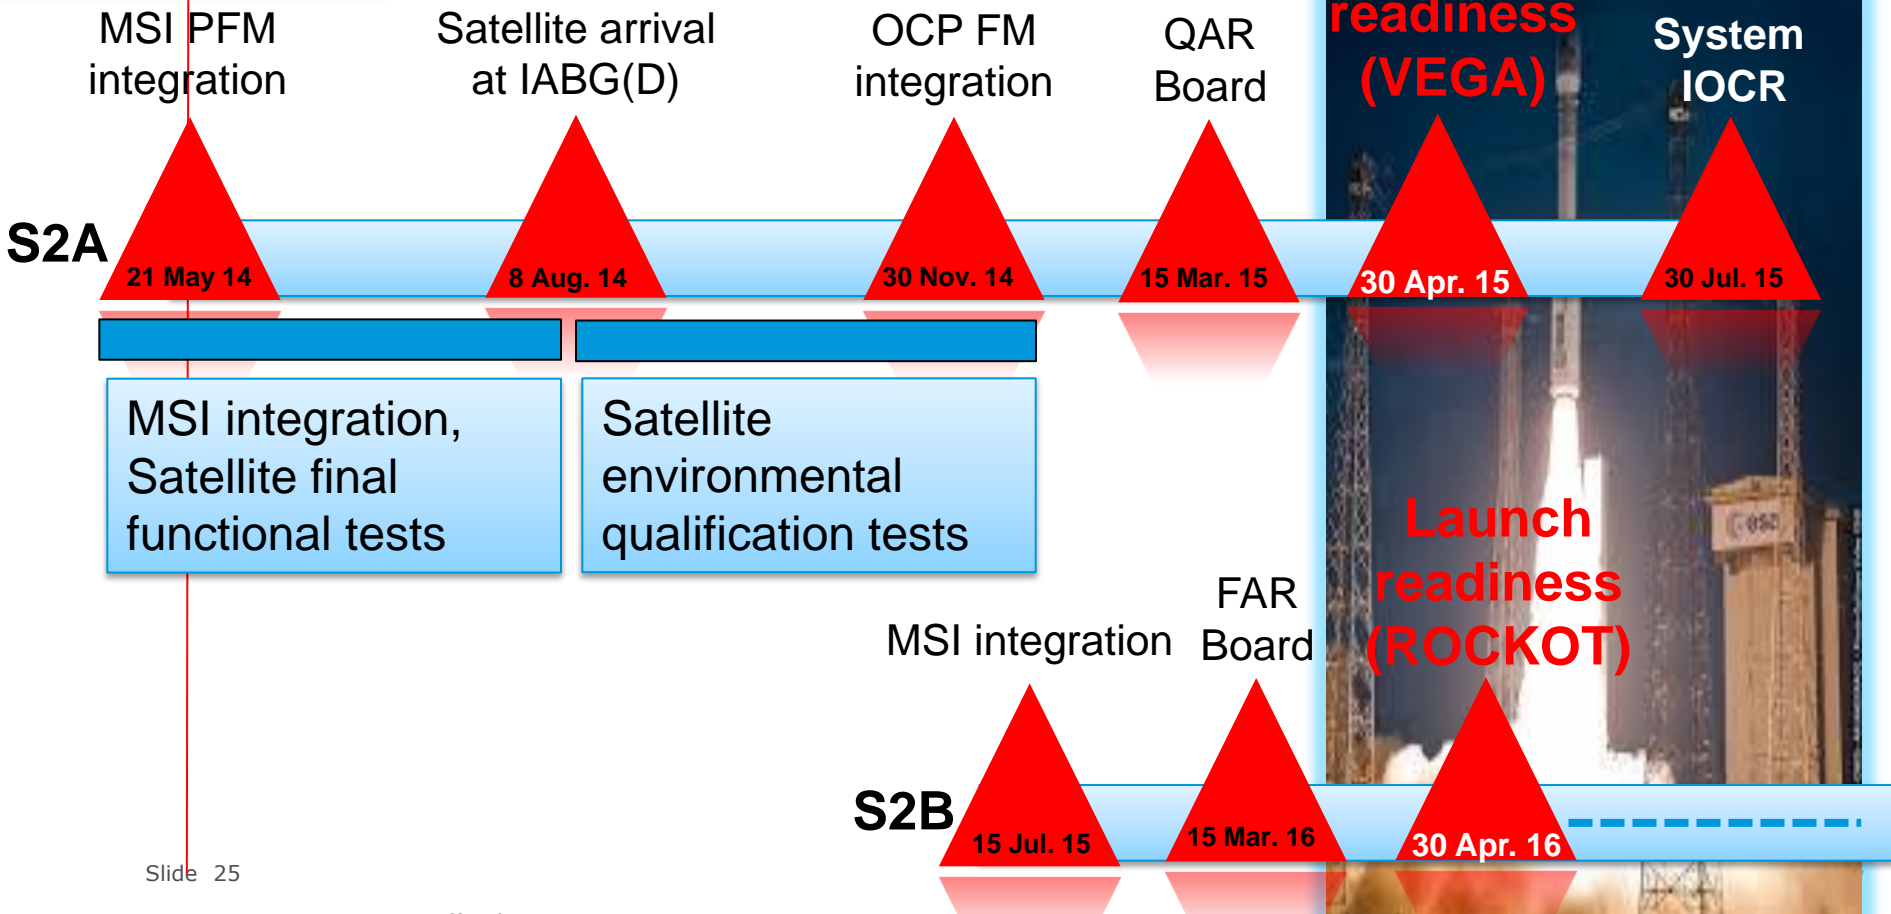 MSI PFM
integration
Satellite arrival
at IABG(D)
OCP FM
integration
QAR
Board
readiness
(VEGA)
System
IOCR
S2A
21 May 14
8 Aug. 14
30 Nov. 14
15 Mar. 15
30 Apr. 15
30 Jul. 15
MSI integration,
Satellite final
functional tests
Satellite
environmental
qualification tests
esa
Launch
readiness
(ROCKOT)
MSI integration
FAR
Board
S2B
15 Jul. 15
15 Mar. 16
30 Apr. 16
Slide 25